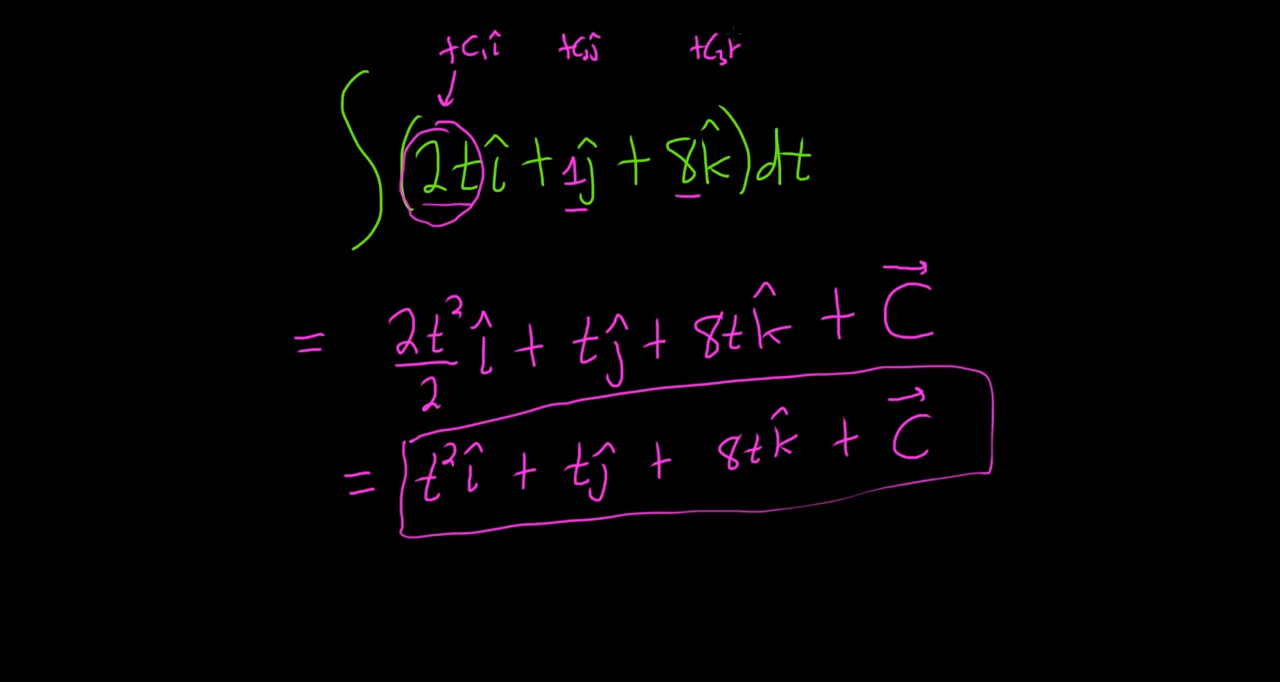 +C₁î +C₂ĵ +C₃k
∫(2tî + 1ĵ + 8k̂)dt
= 2t²/2 î + tĵ + 8tk̂ + C⃗
= t²î + tĵ + 8tk̂ + C⃗